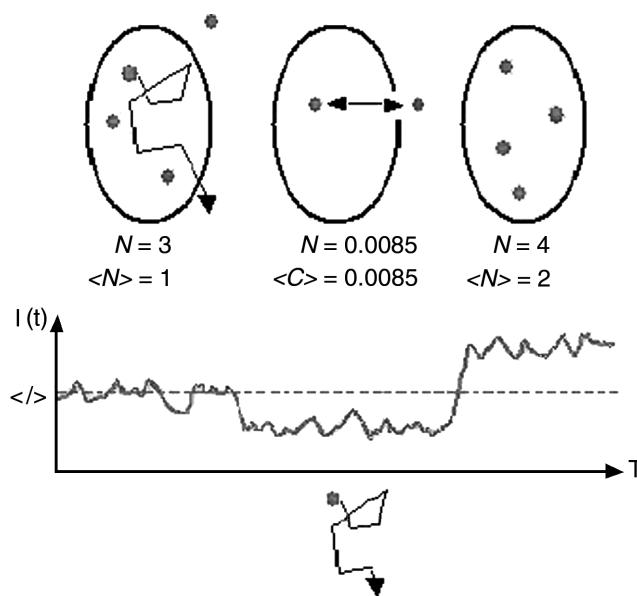 N = 3
N = 0.0085
N = 4
<N> = 1
<C> = 0.0085
<N> = 2
I (t)
</>
T